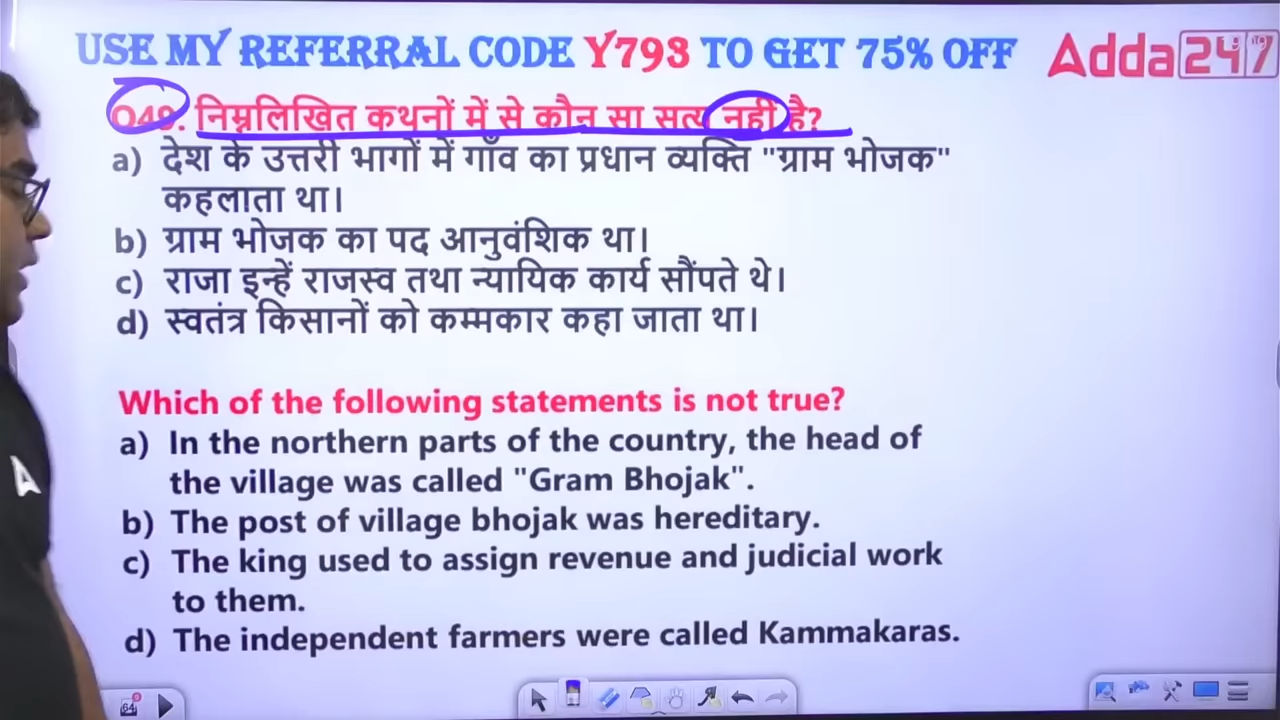 USE MY REFERRAL CODE Y793 TO GET 75% OFF
Adda247
Q49. निम्नलिखित कथनों में से कौन सा सत्य नही है?
a) देश के उत्तरी भागों में गाँव का प्रधान व्यक्ति "ग्राम भोजक"
कहलाता था।
b) ग्राम भोजक का पद आनुवंशिक था।
c) राजा इन्हें राजस्व तथा न्यायिक कार्य सौंपते थे।
d) स्वतंत्र किसानों को कम्मकार कहा जाता था।
Which of the following statements is not true?
a) In the northern parts of the country, the head of
the village was called "Gram Bhojak".
b) The post of village bhojak was hereditary.
c) The king used to assign revenue and judicial work
to them.
d) The independent farmers were called Kammakaras.
64